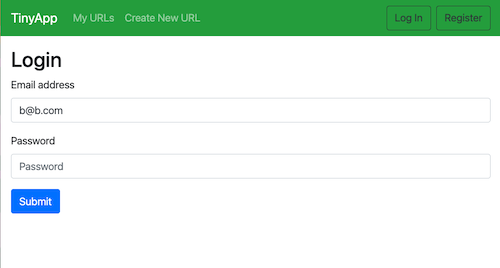 TinyApp My URLs Create New URL Log In Register
Login
Email address
b@b.com
Password
Password
Submit